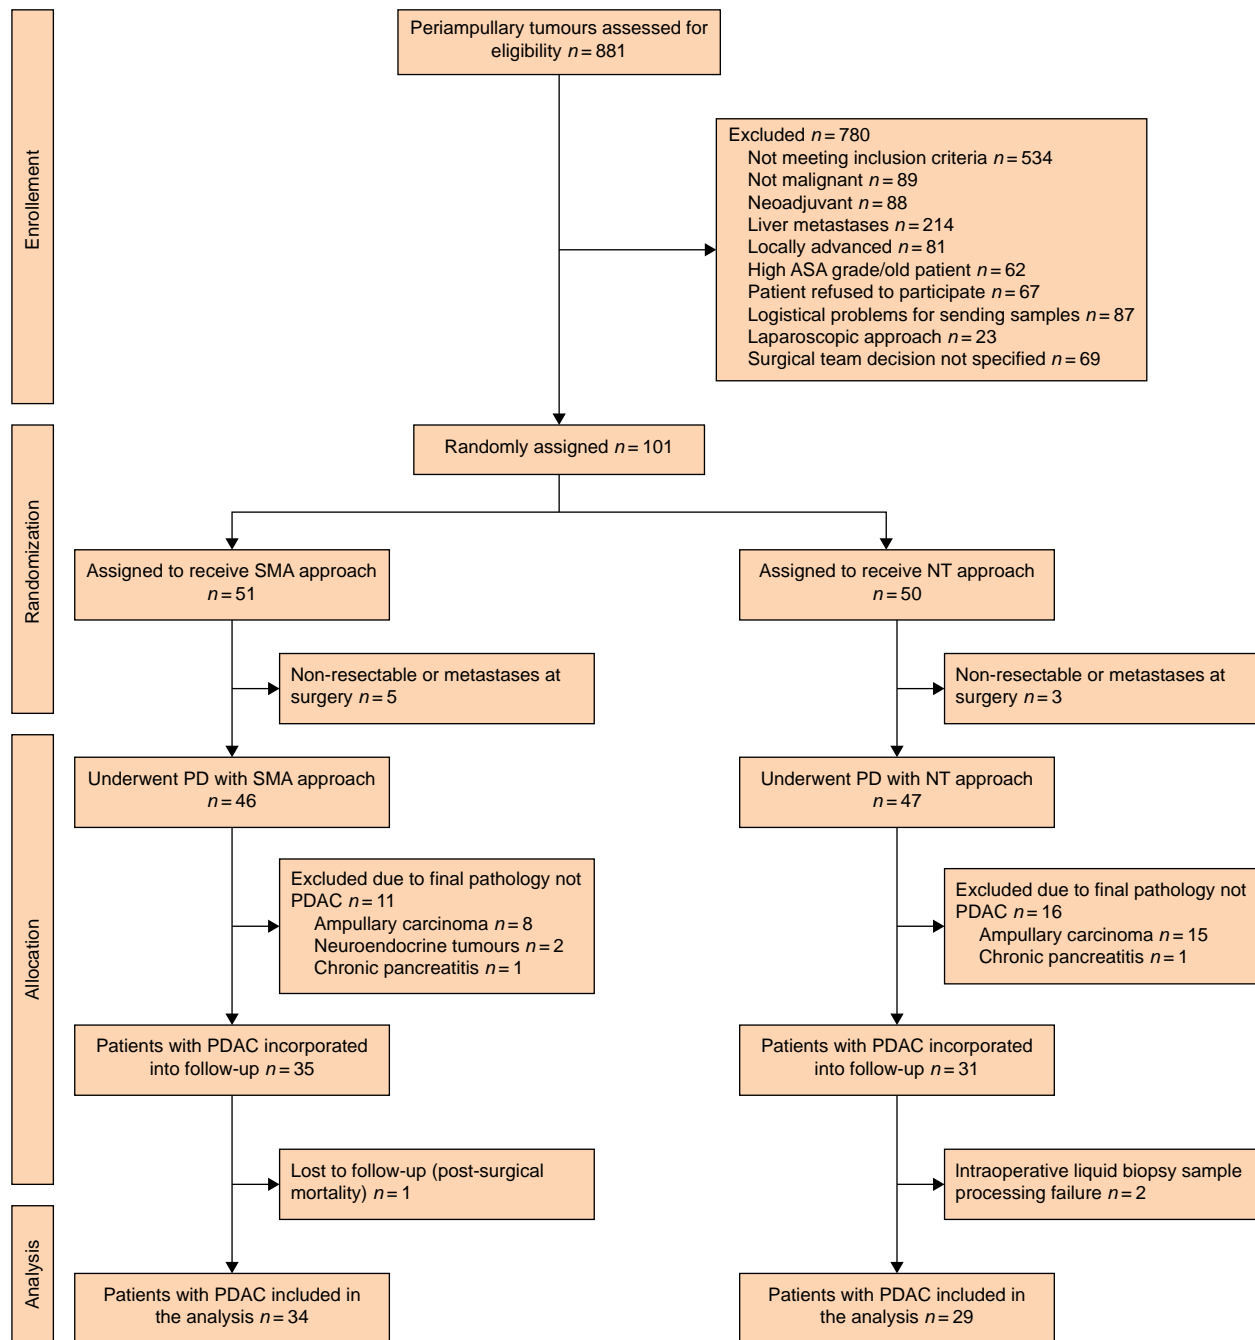 Enrollement
Periampullary tumours assessed for
eligibility n = 881
Excluded n = 780
Not meeting inclusion criteria n = 534
Not malignant n = 89
Neoadjuvant n = 88
Liver metastases n = 214
Locally advanced n = 81
High ASA grade/old patient n = 62
Patient refused to participate n = 67
Logistical problems for sending samples n = 87
Laparoscopic approach n = 23
Surgical team decision not specified n = 69
Randomization
Randomly assigned n = 101
Assigned to receive SMA approach
n = 51
Assigned to receive NT approach
n = 50
Non-resectable or metastases at
surgery n = 5
Non-resectable or metastases at
surgery n = 3
Allocation
Underwent PD with SMA approach
n = 46
Underwent PD with NT approach
n = 47
Excluded due to final pathology not
PDAC n = 11
Ampullary carcinoma n = 8
Neuroendocrine tumours n = 2
Chronic pancreatitis n = 1
Excluded due to final pathology not
PDAC n = 16
Ampullary carcinoma n = 15
Chronic pancreatitis n = 1
Patients with PDAC incorporated
into follow-up n = 35
Patients with PDAC incorporated
into follow-up n = 31
Lost to follow-up (post-surgical
mortality) n = 1
Intraoperative liquid biopsy sample
processing failure n = 2
Analysis
Patients with PDAC included in
the analysis n = 34
Patients with PDAC included in
the analysis n = 29